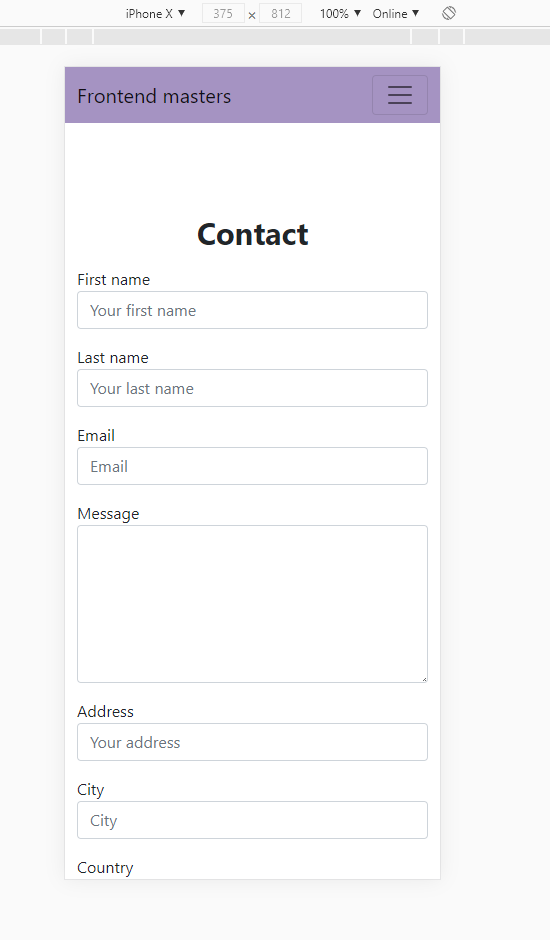 iPhone X ▼ 375 × 812 100% ▼ Online ▼
Frontend masters
Contact
First name
Your first name
Last name
Your last name
Email
Email
Message
Address
Your address
City
City
Country